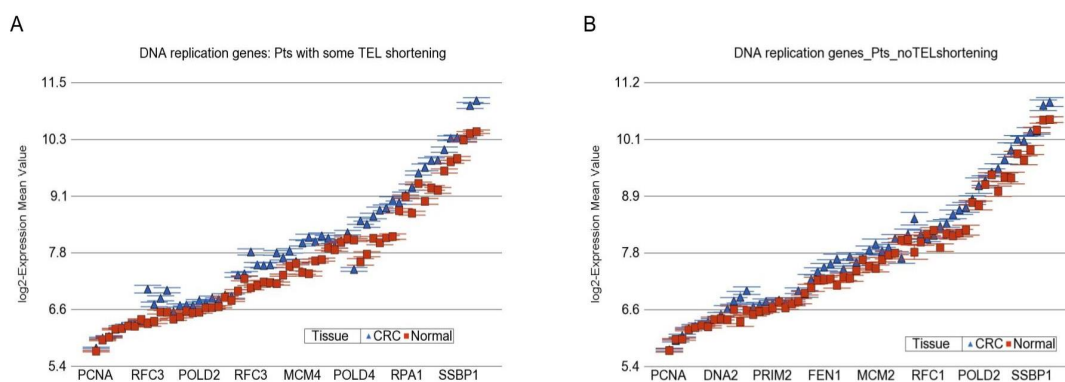 A
DNA replication genes: Pts with some TEL shortening
log2-Expression Mean Value
11.5
10.3
9.1
7.8
6.6
5.4
Tissue CRC Normal
PCNA RFC3 POLD2 RFC3 MCM4 POLD4 RPA1 SSBP1
B
DNA replication genes_Pts_noTELshortening
log2-Expression Mean Value
11.2
10.1
8.9
7.8
6.6
5.4
Tissue CRC Normal
PCNA DNA2 PRIM2 FEN1 MCM2 RFC1 POLD2 SSBP1